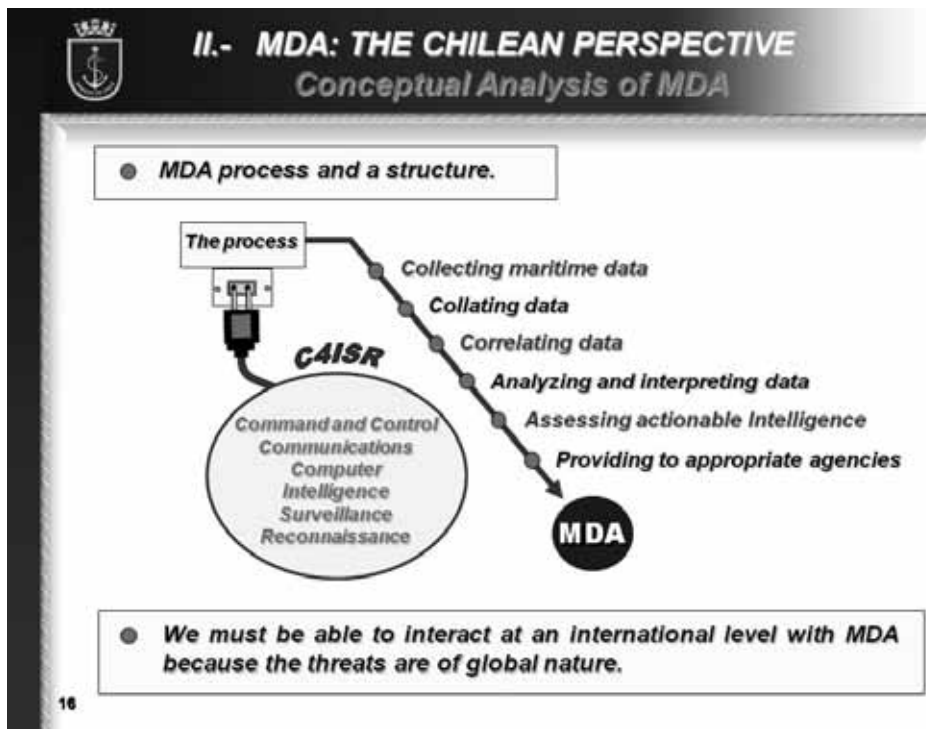 II.- MDA: THE CHILEAN PERSPECTIVE
Conceptual Analysis of MDA
MDA process and a structure.
The process
Collecting maritime data
Collating data
Correlating data
Analyzing and interpreting data
Assessing actionable Intelligence
Providing to appropriate agencies
MDA
C4ISR
Command and Control
Communications
Computer
Intelligence
Surveillance
Reconnaissance
We must be able to interact at an international level with MDA
because the threats are of global nature.
16